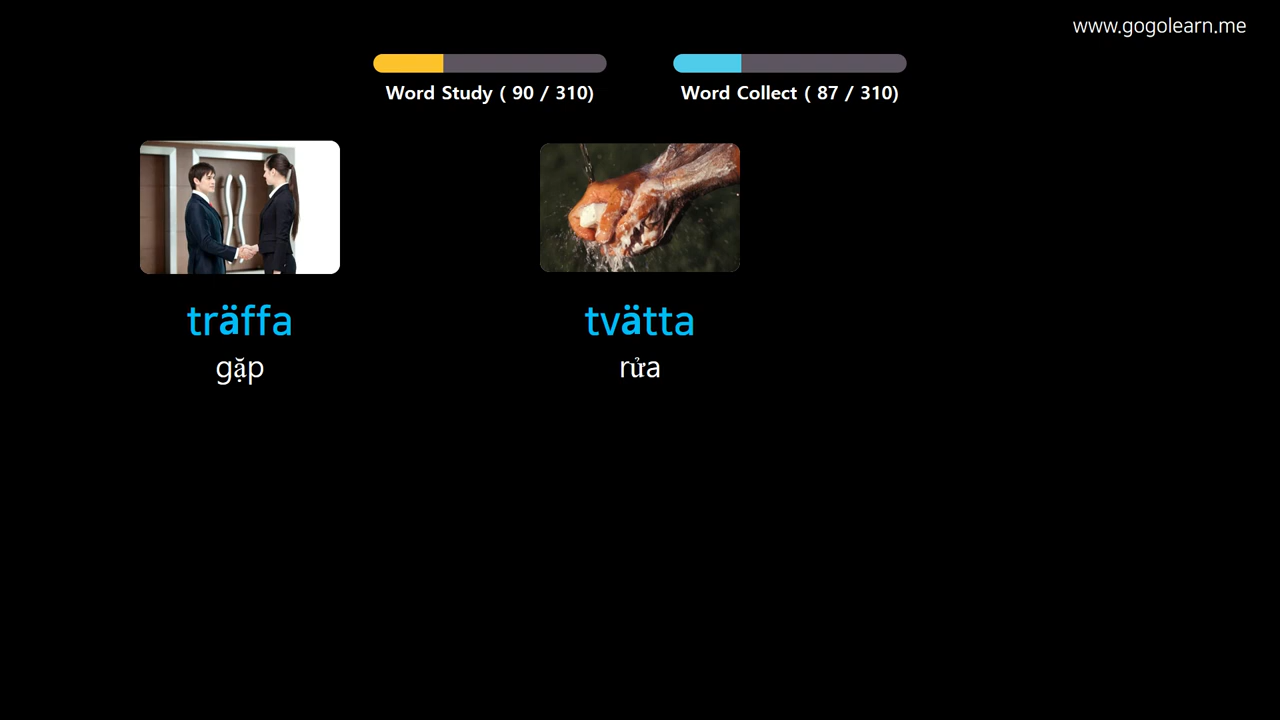 www.gogolearn.me
Word Study ( 90 / 310)
Word Collect ( 87 / 310)
träffa
tvätta
gặp
rửa